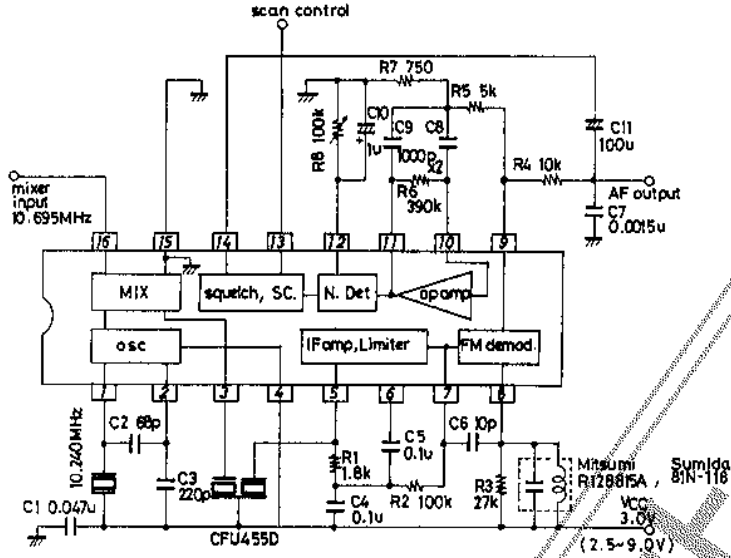 scan control
R7 750
R5 5k
R8 100k
C10
1u
C9
1000P
x2
C8
R6
390k
R4 10k
C11
100u
mixer
input
10.695MHz
AF output
C7
0.0015u
16
15
14
13
12
11
10
9
MIX
squelch, SC.
N. Det
opamp
osc
IFamp, Limiter
FM demod.
1
2
3
4
5
6
7
8
10.240MHz
C2 68p
C3
220p
C1 0.047u
CFU455D
R1
1.8k
C4
0.1u
C5
0.1u
R2 100k
C6 10p
R3
27k
Mitsumi
R12881SA , Sumida
81N-116
VCC
3.0V
(2.5~9.0V)